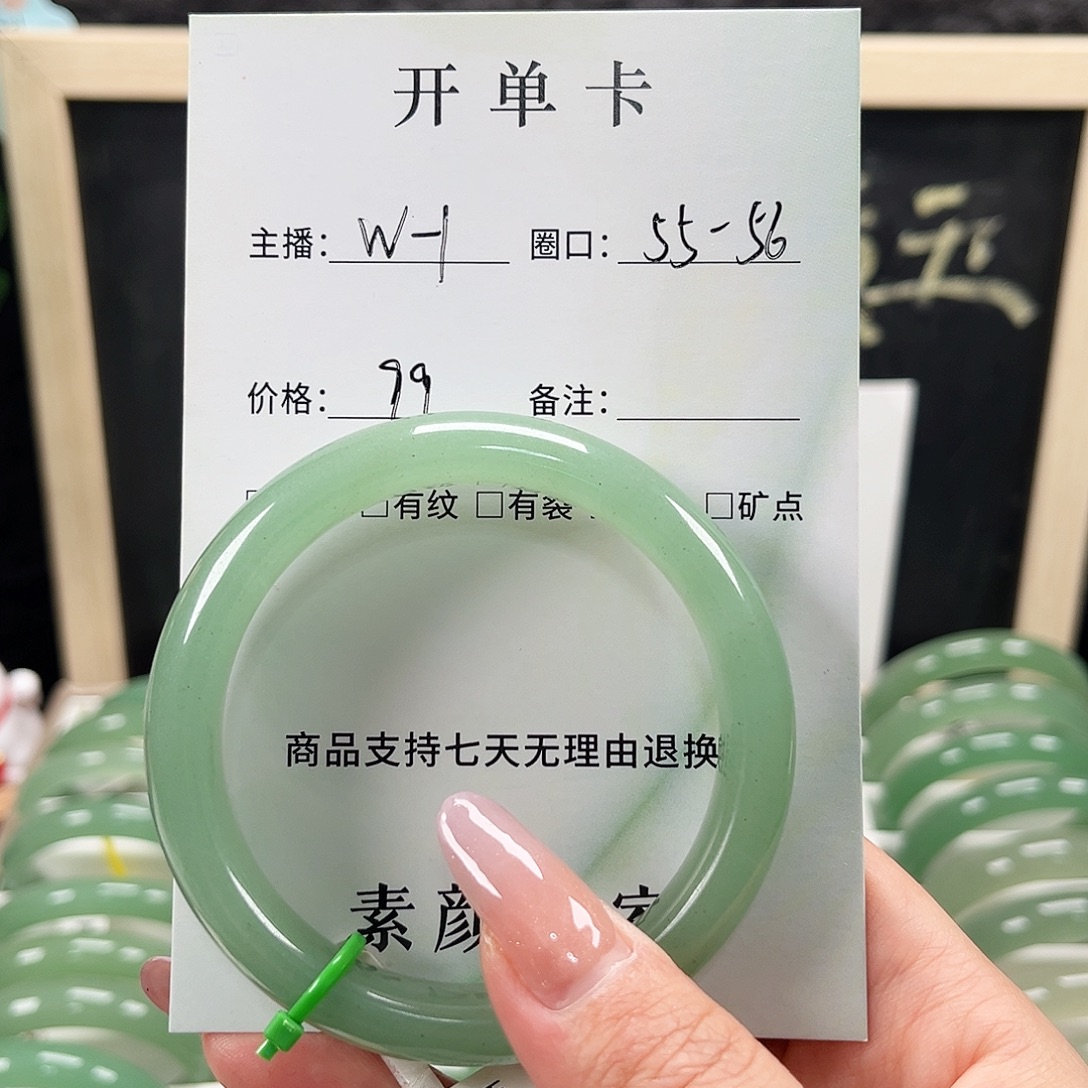 开单卡
主播: W-1 圈口: 55-56
价格: 99 备注:
□有纹 □有裂 □矿点
商品支持七天无理由退换
素颜